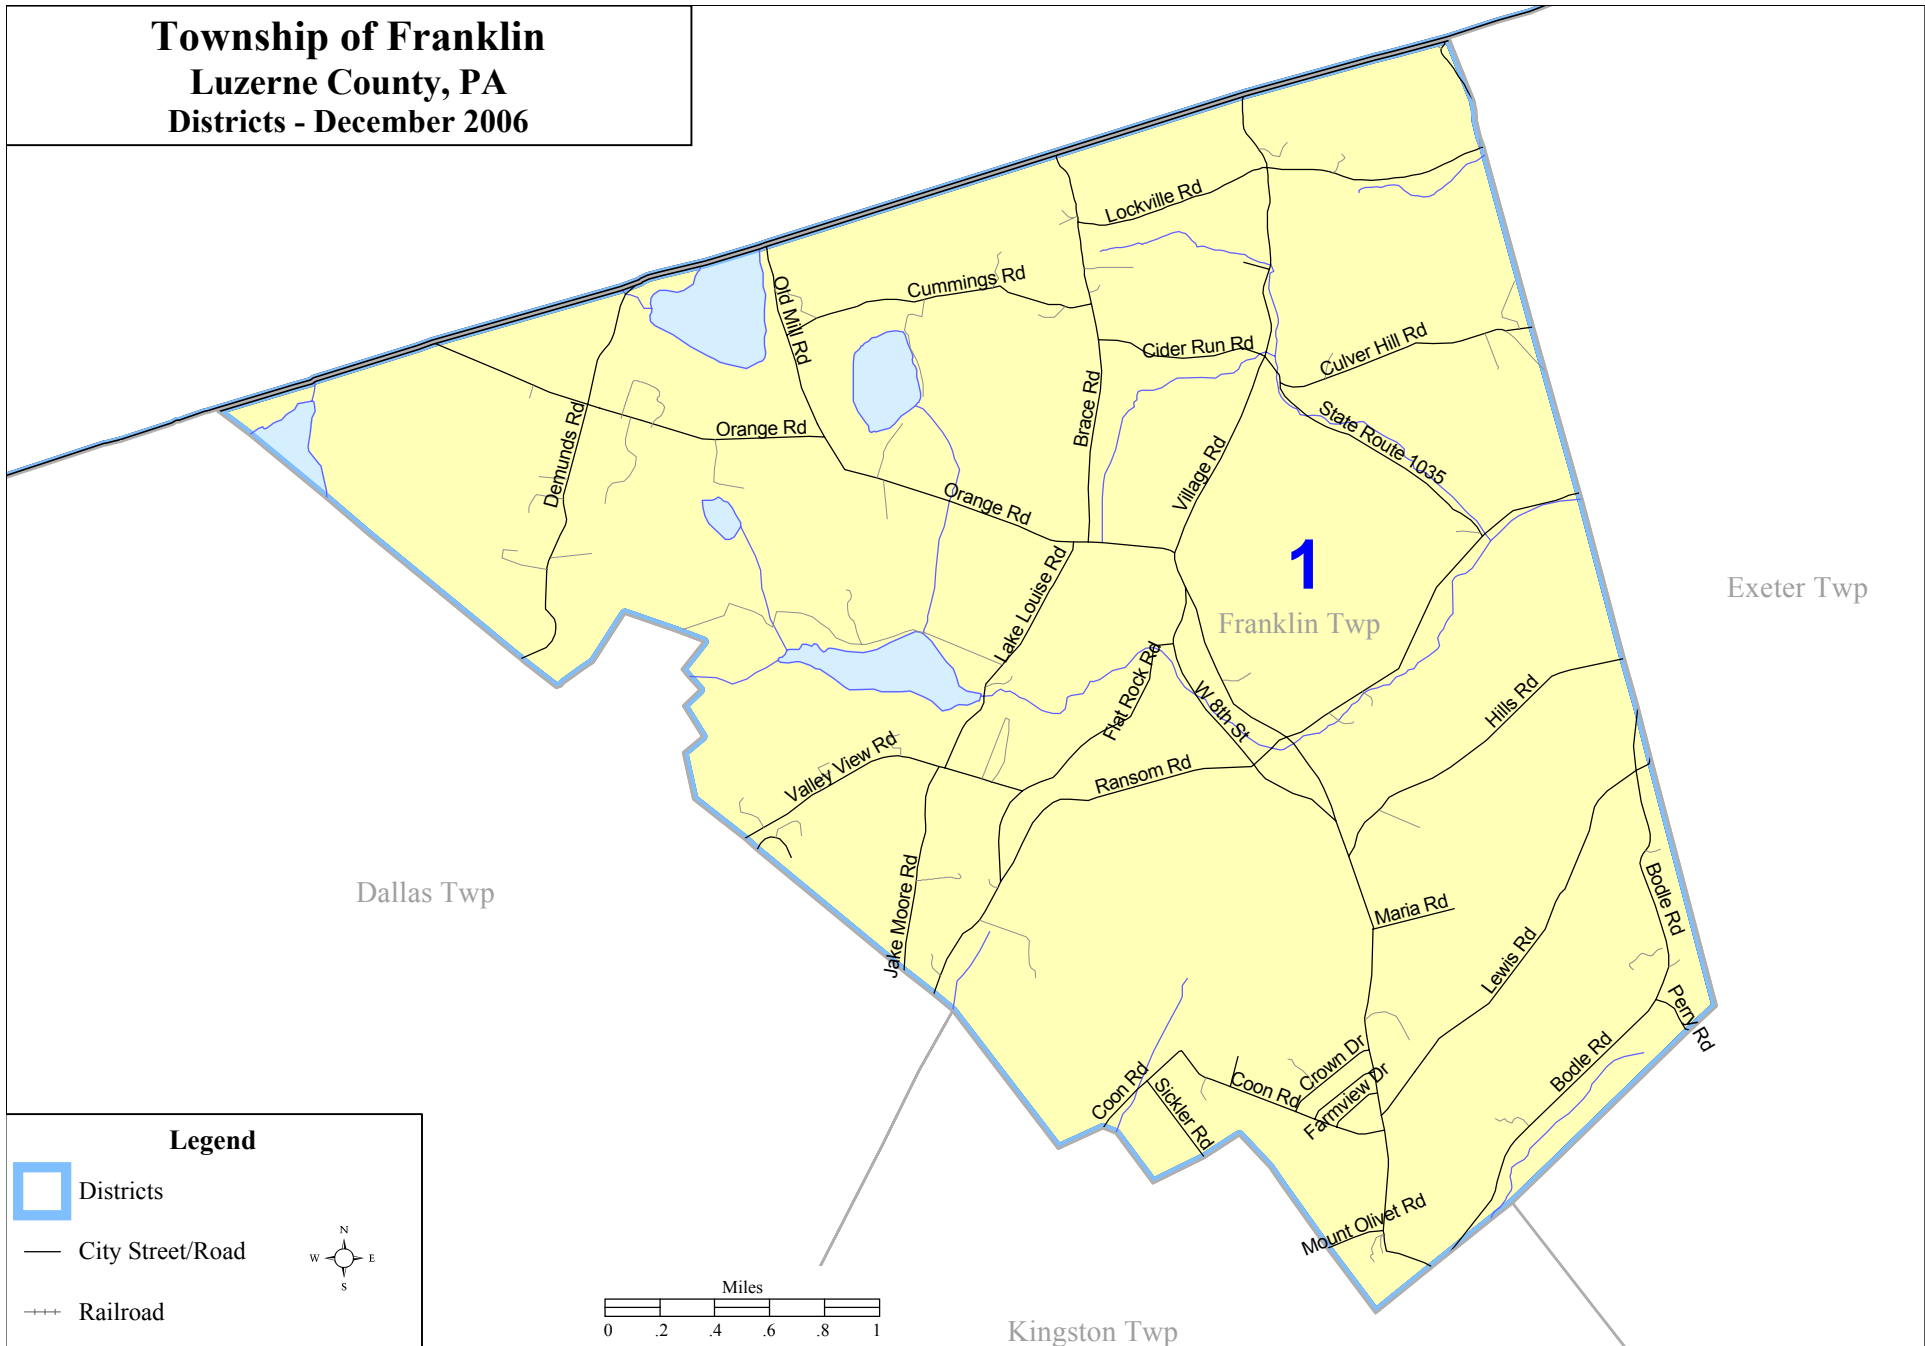 Township of Franklin
Luzerne County, PA
Districts - December 2006
Lockville Rd
Cummings Rd
Old Mill Rd
Cider Run Rd
Culver Hill Rd
Brace Rd
Demunds Rd
Orange Rd
State Route 1035
Village Rd
Orange Rd
1
Franklin Twp
Exeter Twp
Lake Louise Rd
Flat Rock Rd
W 8th St
Hills Rd
Valley View Rd
Ransom Rd
Dallas Twp
Jake Moore Rd
Maria Rd
Bodle Rd
Lewis Rd
Perry Rd
Coon Rd
Sickler Rd
Coon Rd
Crown Dr
Farmview Dr
Bodle Rd
Mount Olivet Rd
Kingston Twp
Legend
Districts
City Street/Road
Railroad
N
W E
S
Miles
0 .2 .4 .6 .8 1